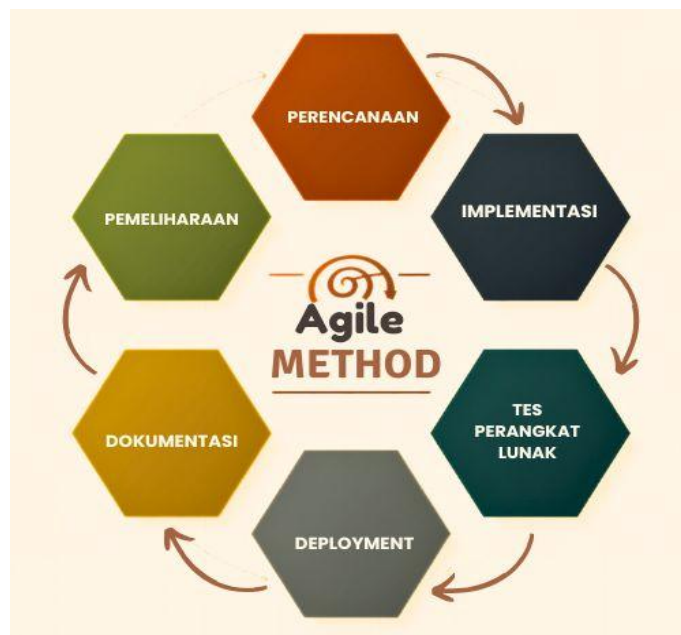 PERENCANAAN
IMPLEMENTASI
TES
PERANGKAT
LUNAK
DEPLOYMENT
DOKUMENTASI
PEMELIHARAAN
Agile
METHOD